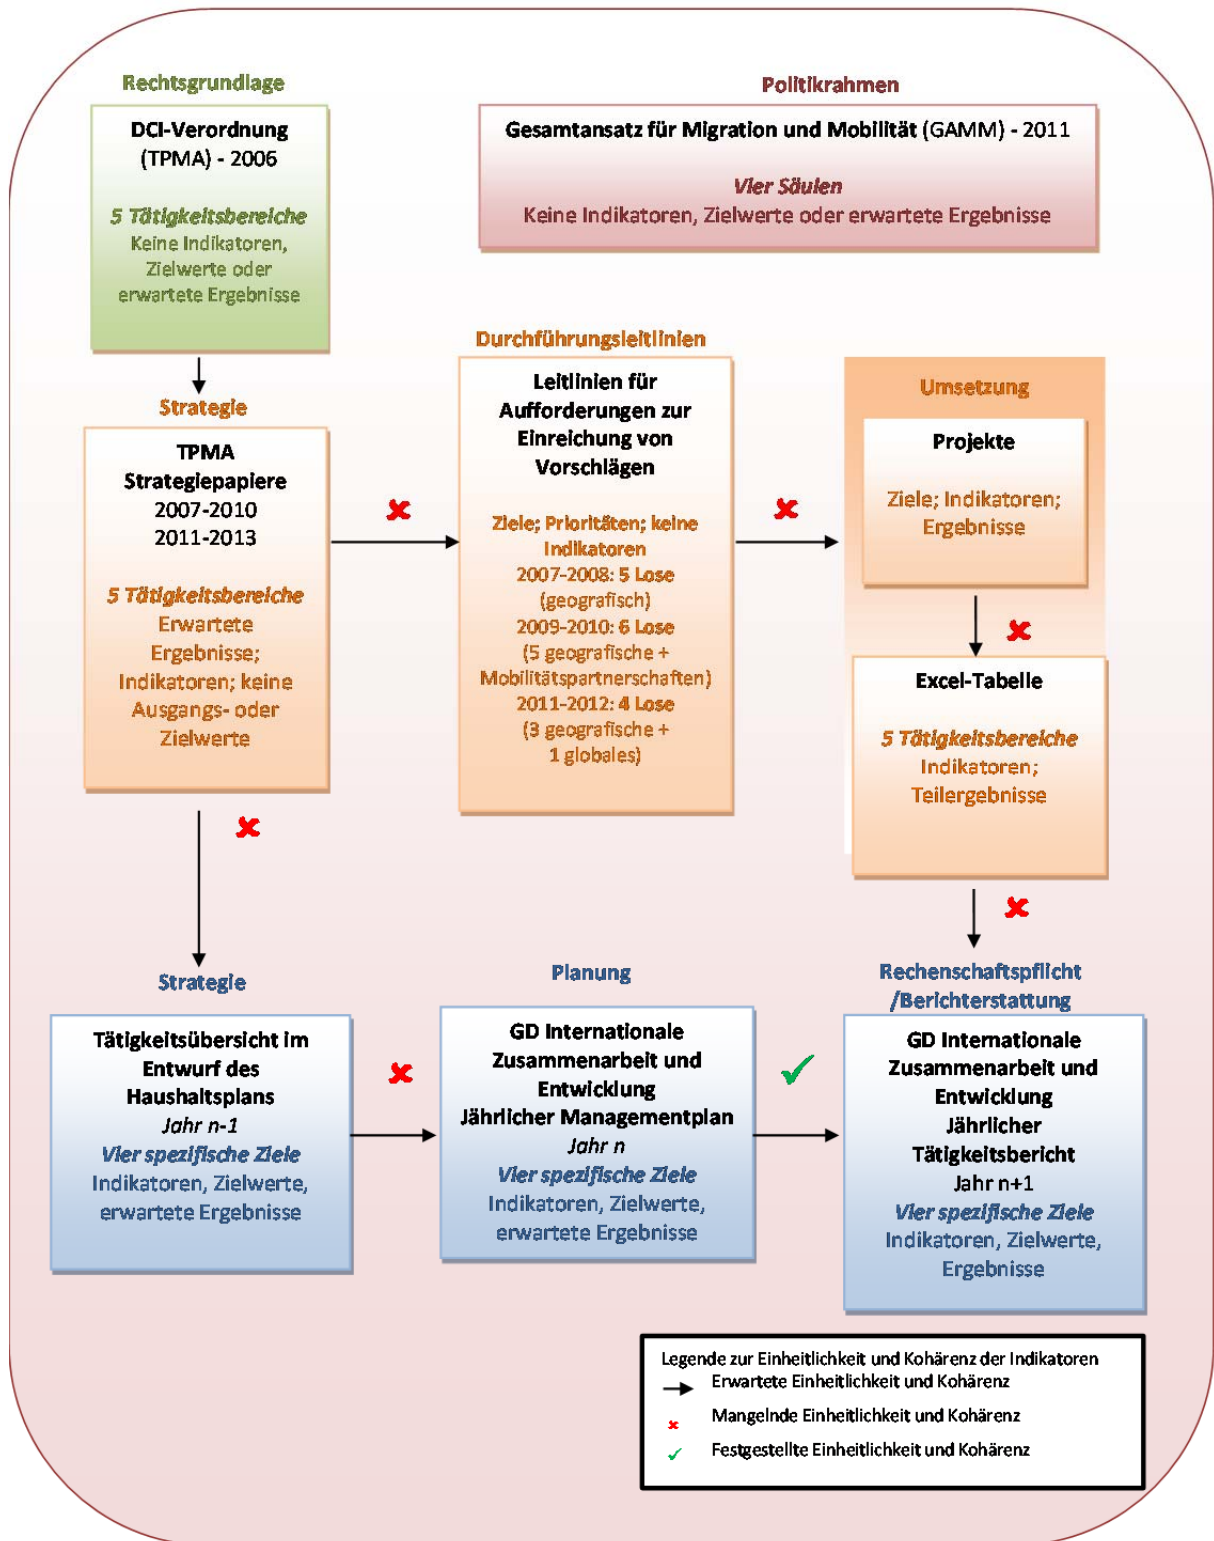 Rechtsgrundlage
DCI-Verordnung
(TPMA) - 2006
5 Tätigkeitsbereiche
Keine Indikatoren,
Zielwerte oder
erwartete Ergebnisse
Politikrahmen
Gesamtansatz für Migration und Mobilität (GAMM) - 2011
Vier Säulen
Keine Indikatoren, Zielwerte oder erwartete Ergebnisse
Strategie
TPMA
Strategiepapiere
2007-2010
2011-2013
5 Tätigkeitsbereiche
Erwartete
Ergebnisse;
Indikatoren; keine
Ausgangs- oder
Zielwerte
Durchführungsleitlinien
Leitlinien für
Aufforderungen zur
Einreichung von
Vorschlägen
Ziele; Prioritäten; keine
Indikatoren
2007-2008: 5 Lose
(geografisch)
2009-2010: 6 Lose
(5 geografische +
Mobilitätspartnerschaften)
2011-2012: 4 Lose
(3 geografische +
1 globales)
Umsetzung
Projekte
Ziele; Indikatoren;
Ergebnisse
Excel-Tabelle
5 Tätigkeitsbereiche
Indikatoren;
Teilergebnisse
Strategie
Tätigkeitsübersicht im
Entwurf des
Haushaltsplans
Jahr n-1
Vier spezifische Ziele
Indikatoren, Zielwerte,
erwartete Ergebnisse
Planung
GD Internationale
Zusammenarbeit und
Entwicklung
Jährlicher Managementplan
Jahr n
Vier spezifische Ziele
Indikatoren, Zielwerte,
erwartete Ergebnisse
Rechenschaftspflicht
/Berichterstattung
GD Internationale
Zusammenarbeit und
Entwicklung
Jährlicher
Tätigkeitsbericht
Jahr n+1
Vier spezifische Ziele
Indikatoren, Zielwerte,
Ergebnisse
Legende zur Einheitlichkeit und Kohärenz der Indikatoren
Erwartete Einheitlichkeit und Kohärenz
Mangelnde Einheitlichkeit und Kohärenz
Festgestellte Einheitlichkeit und Kohärenz